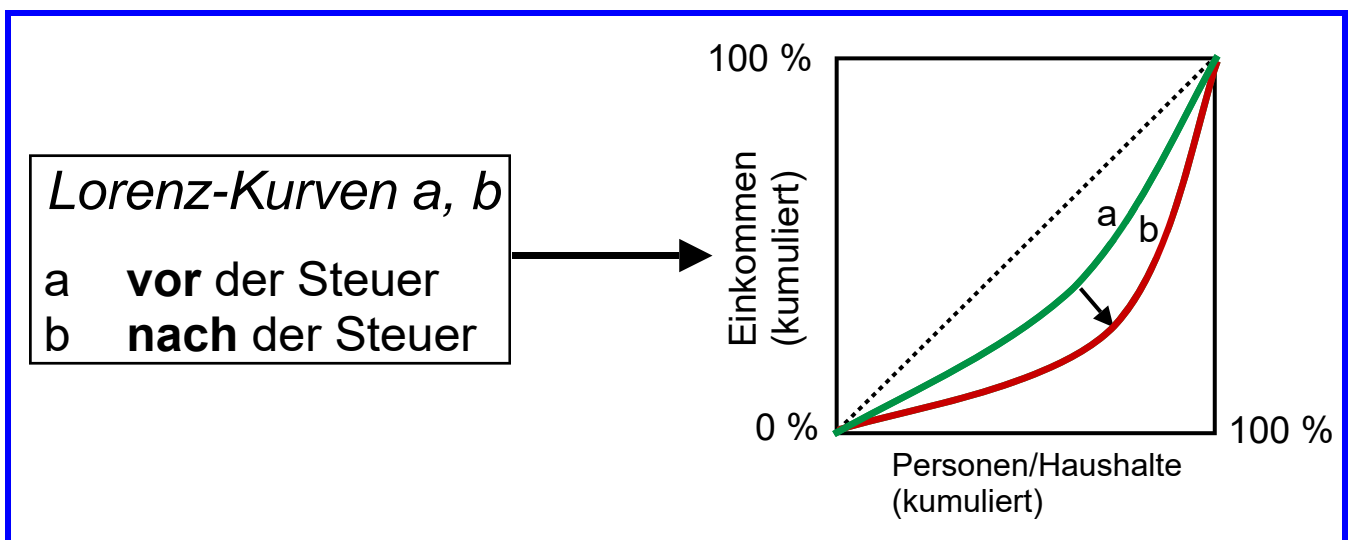 Lorenz-Kurven a, b
a vor der Steuer
b nach der Steuer
100 %
Einkommen
(kumuliert)
a
b
0 %
100 %
Personen/Haushalte
(kumuliert)